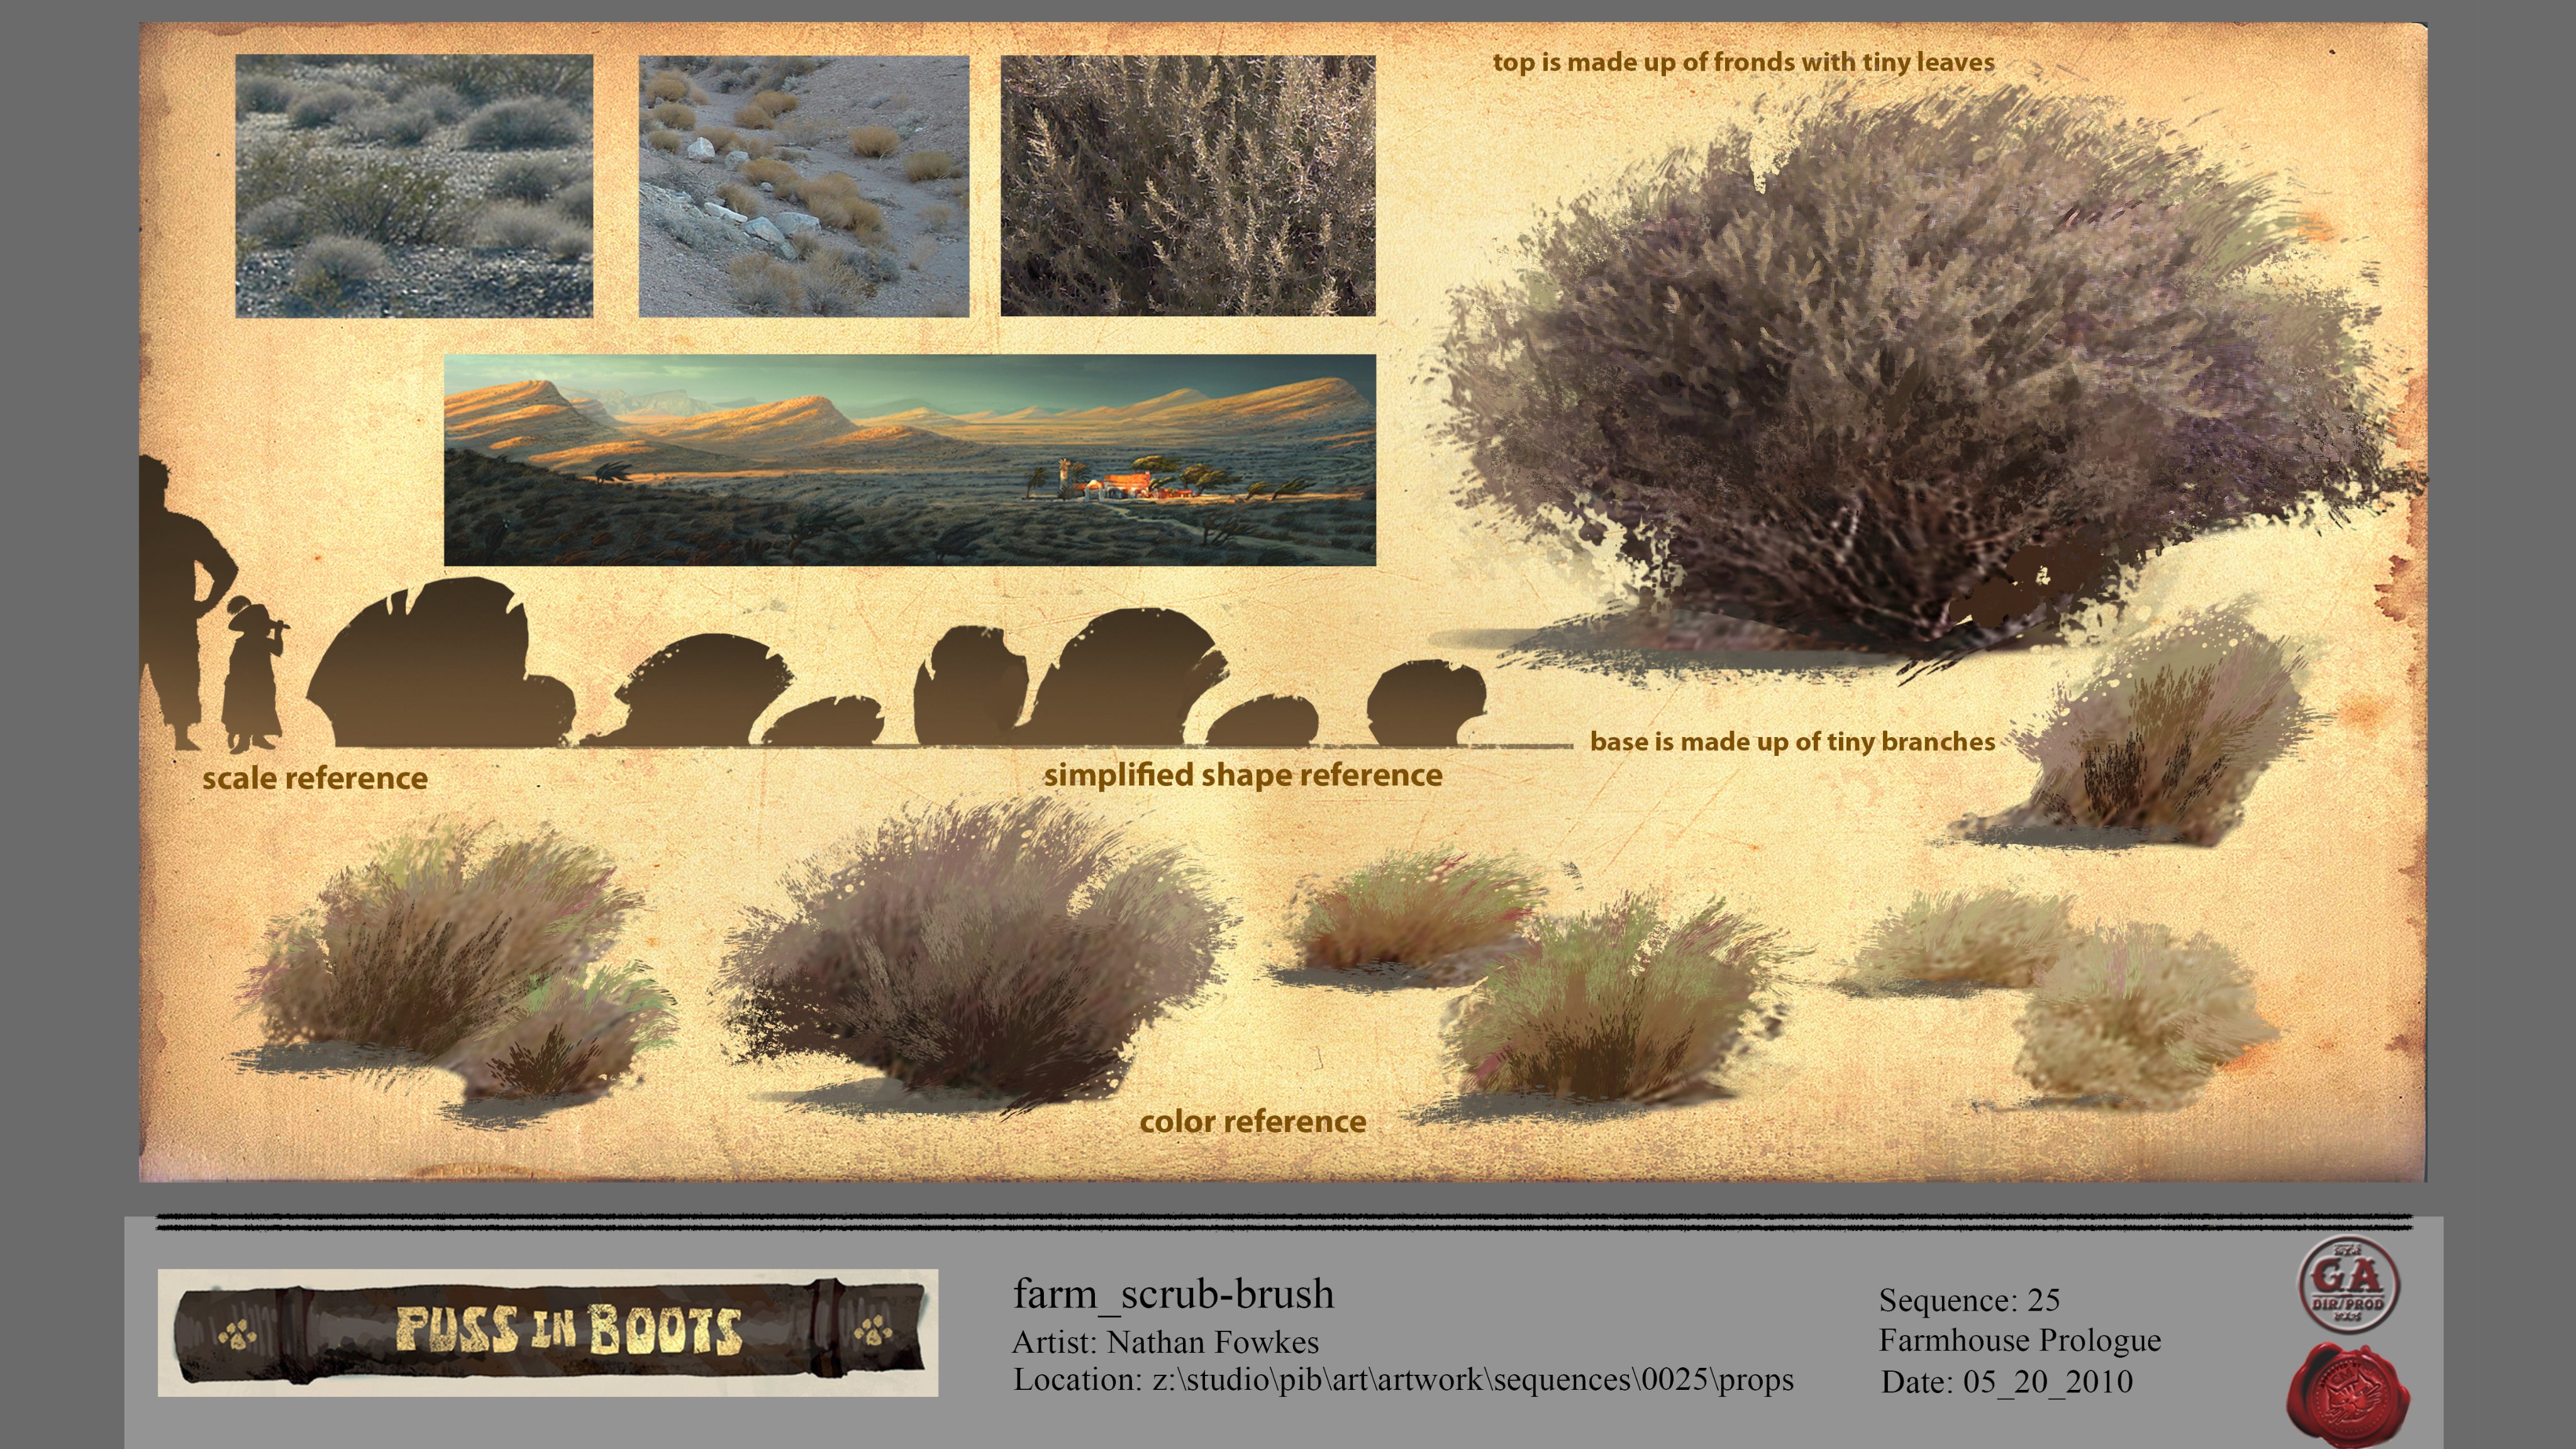 top is made up of fronds with tiny leaves
base is made up of tiny branches
scale reference
simplified shape reference
color reference
PUSS IN BOOTS
farm_scrub-brush
Artist: Nathan Fowkes
Location: z:\studio\pib\art\artwork\sequences\0025\props
Sequence: 25
Farmhouse Prologue
Date: 05_20_2010
GA
DIR/PROD